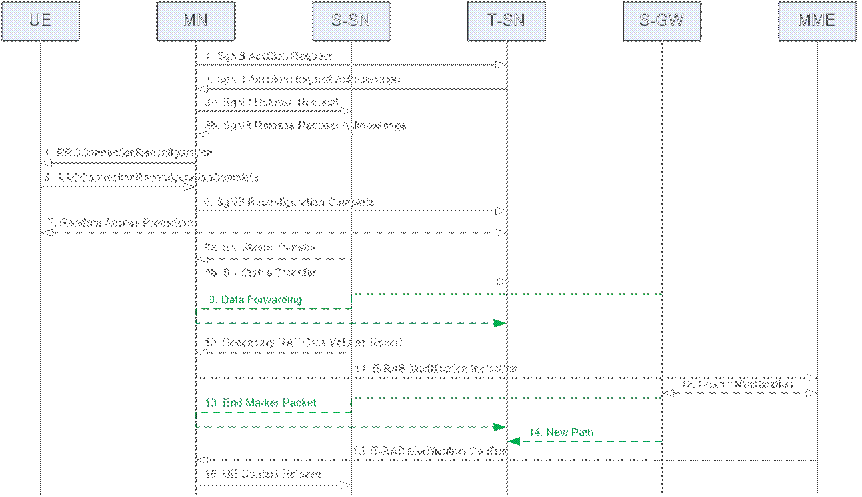 UE MN S-SN T-SN S-GW MME
1. SgNB Addition Request
2. SgNB Addition Request Acknowledge
3a. SgNB Release Request
3b. SgNB Release Request Acknowledge
4. RRCConnectionReconfiguration
5. RRCConnectionReconfigurationComplete
6. SgNB Reconfiguration Complete
7. Random Access Procedure
8a. SN Status Transfer
8b. SN Status Transfer
9. Data Forwarding
10. Secondary RAT Data Volume Report
11. E-RAB Modification Indication
12. Bearer Modification
13. End Marker Packet
14. New Path
15. E-RAB Modification Confirm
16. UE Context Release